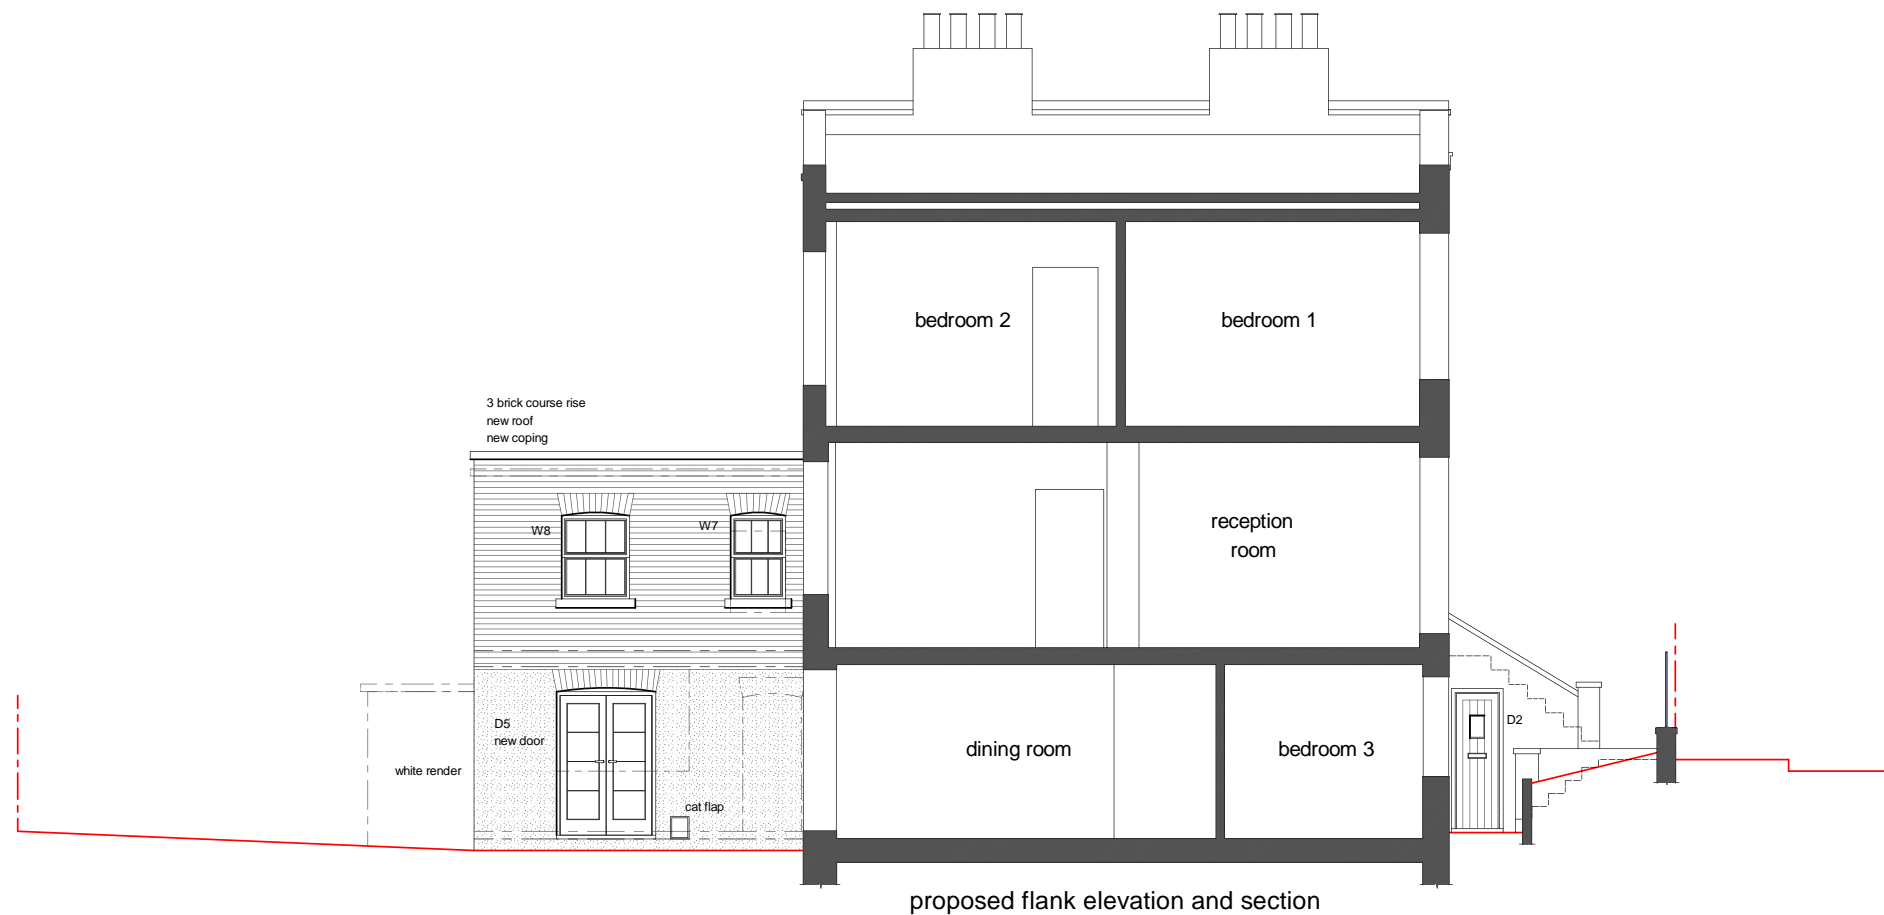 bedroom 2
bedroom 1
3 brick course rise
new roof
new coping
W8
W7
reception
room
D5
new door
D2
dining room
bedroom 3
white render
cat flap
proposed flank elevation and section